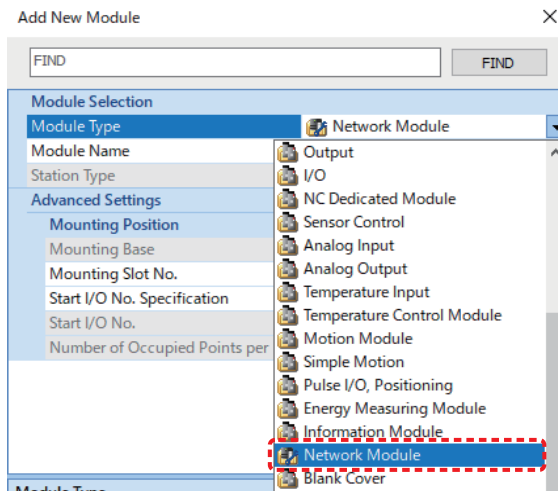 Add New Module
FIND
FIND
Module Selection
Module Type
Network Module
Module Name
Station Type
Advanced Settings
Mounting Position
Mounting Base
Mounting Slot No.
Start I/O No. Specification
Start I/O No.
Number of Occupied Points per
Output
I/O
NC Dedicated Module
Sensor Control
Analog Input
Analog Output
Temperature Input
Temperature Control Module
Motion Module
Simple Motion
Pulse I/O, Positioning
Energy Measuring Module
Information Module
Network Module
Blank Cover
Module Type